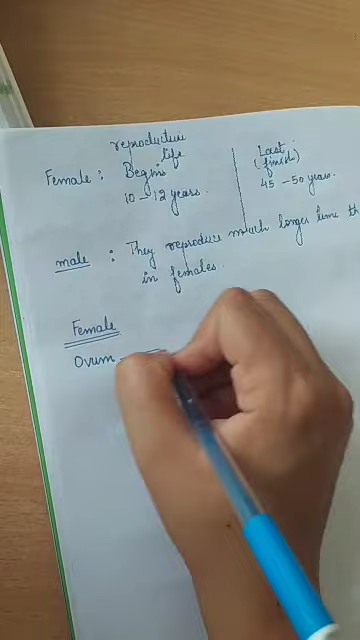 reproductive
life
Female : Begins
10 - 12 years.
Last
(finish)
45 - 50 years.
male : They reproduce much longer time th
in females.
Female
Ovum